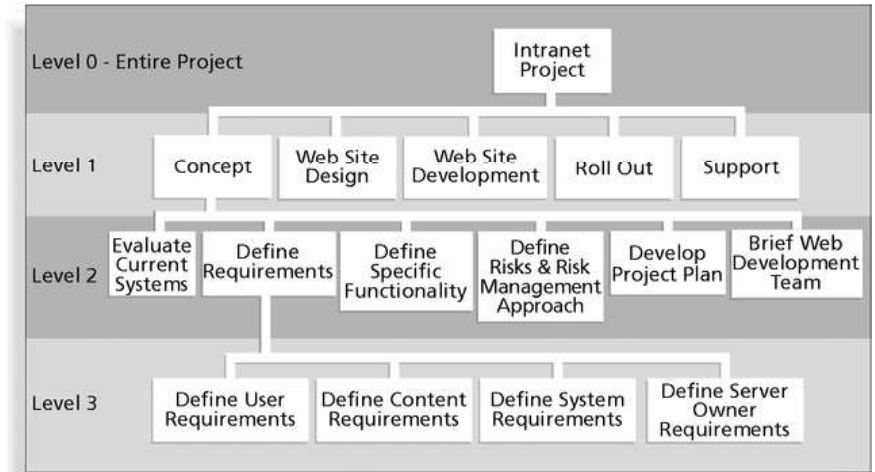 Level 0 - Entire Project
Intranet
Project
Level 1
Concept
Web Site
Design
Web Site
Development
Roll Out
Support
Level 2
Evaluate
Current
Systems
Define
Requirements
Define
Specific
Functionality
Define
Risks & Risk
Management
Approach
Develop
Project Plan
Brief Web
Development
Team
Level 3
Define User
Requirements
Define Content
Requirements
Define System
Requirements
Define Server
Owner
Requirements